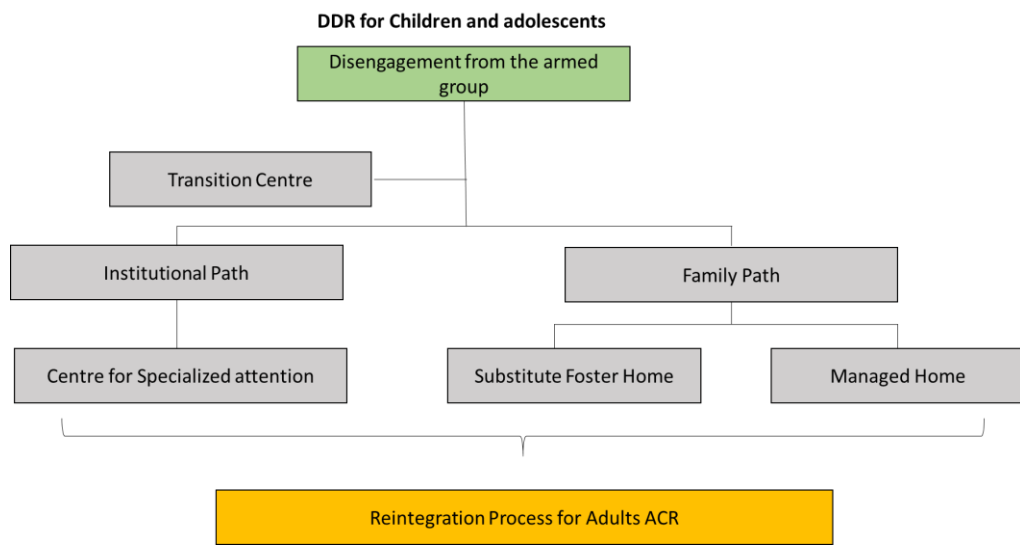 DDR for Children and adolescents
Disengagement from the armed
group
Transition Centre
Institutional Path
Family Path
Centre for Specialized attention
Substitute Foster Home
Managed Home
Reintegration Process for Adults ACR